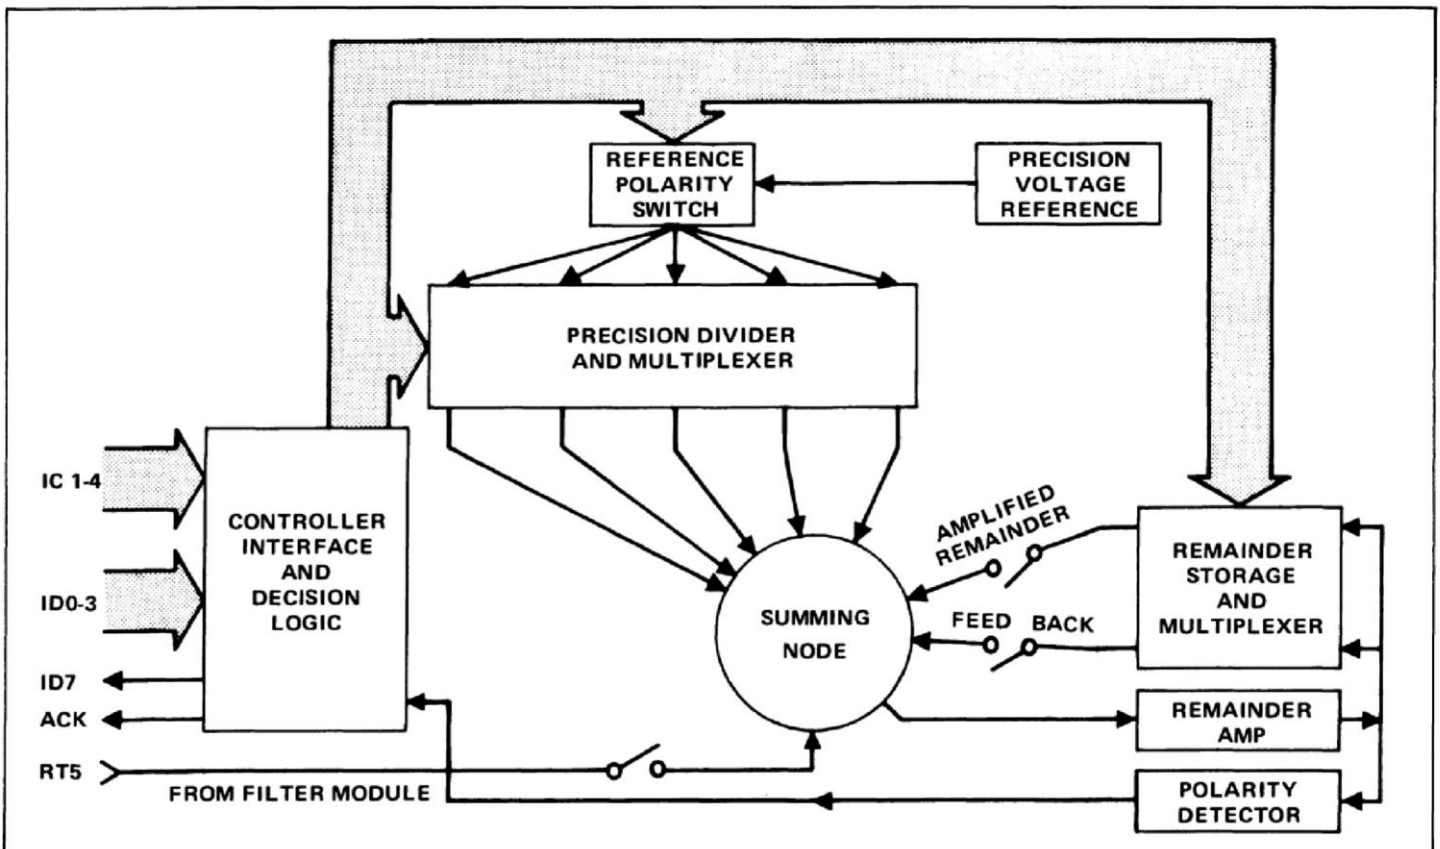 REFERENCE
POLARITY
SWITCH
PRECISION
VOLTAGE
REFERENCE
PRECISION DIVIDER
AND MULTIPLEXER
IC 1-4
ID0-3
ID7
ACK
RT5
CONTROLLER
INTERFACE
AND
DECISION
LOGIC
SUMMING
NODE
AMPLIFIED
REMAINDER
FEED BACK
REMAINDER
STORAGE
AND
MULTIPLEXER
REMAINDER
AMP
POLARITY
DETECTOR
FROM FILTER MODULE